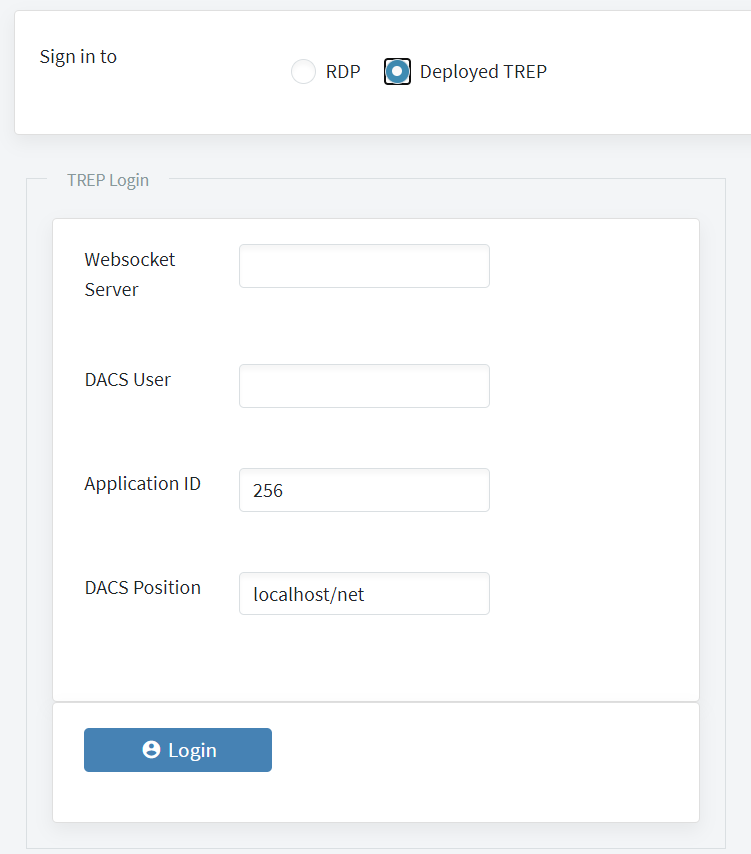 Sign in to
RDP
Deployed TREP
TREP Login
Websocket
Server
DACS User
Application ID
256
DACS Position
localhost/net
Login